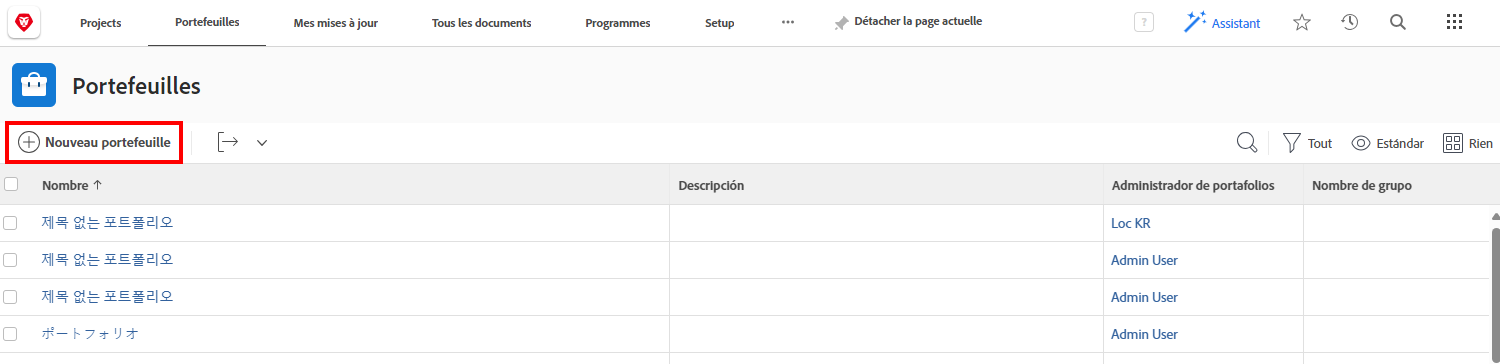 Projects Portefeuilles Mes mises à jour Tous les documents Programmes Setup ··· Détacher la page actuelle ? Assistant
Portefeuilles
Nouveau portefeuille Tout Estándar Rien
Nombre ↑ Descripción Administrador de portafolios Nombre de grupo
제목 없는 포트폴리오 Loc KR
제목 없는 포트폴리오 Admin User
제목 없는 포트폴리오 Admin User
ポートフォリオ Admin User